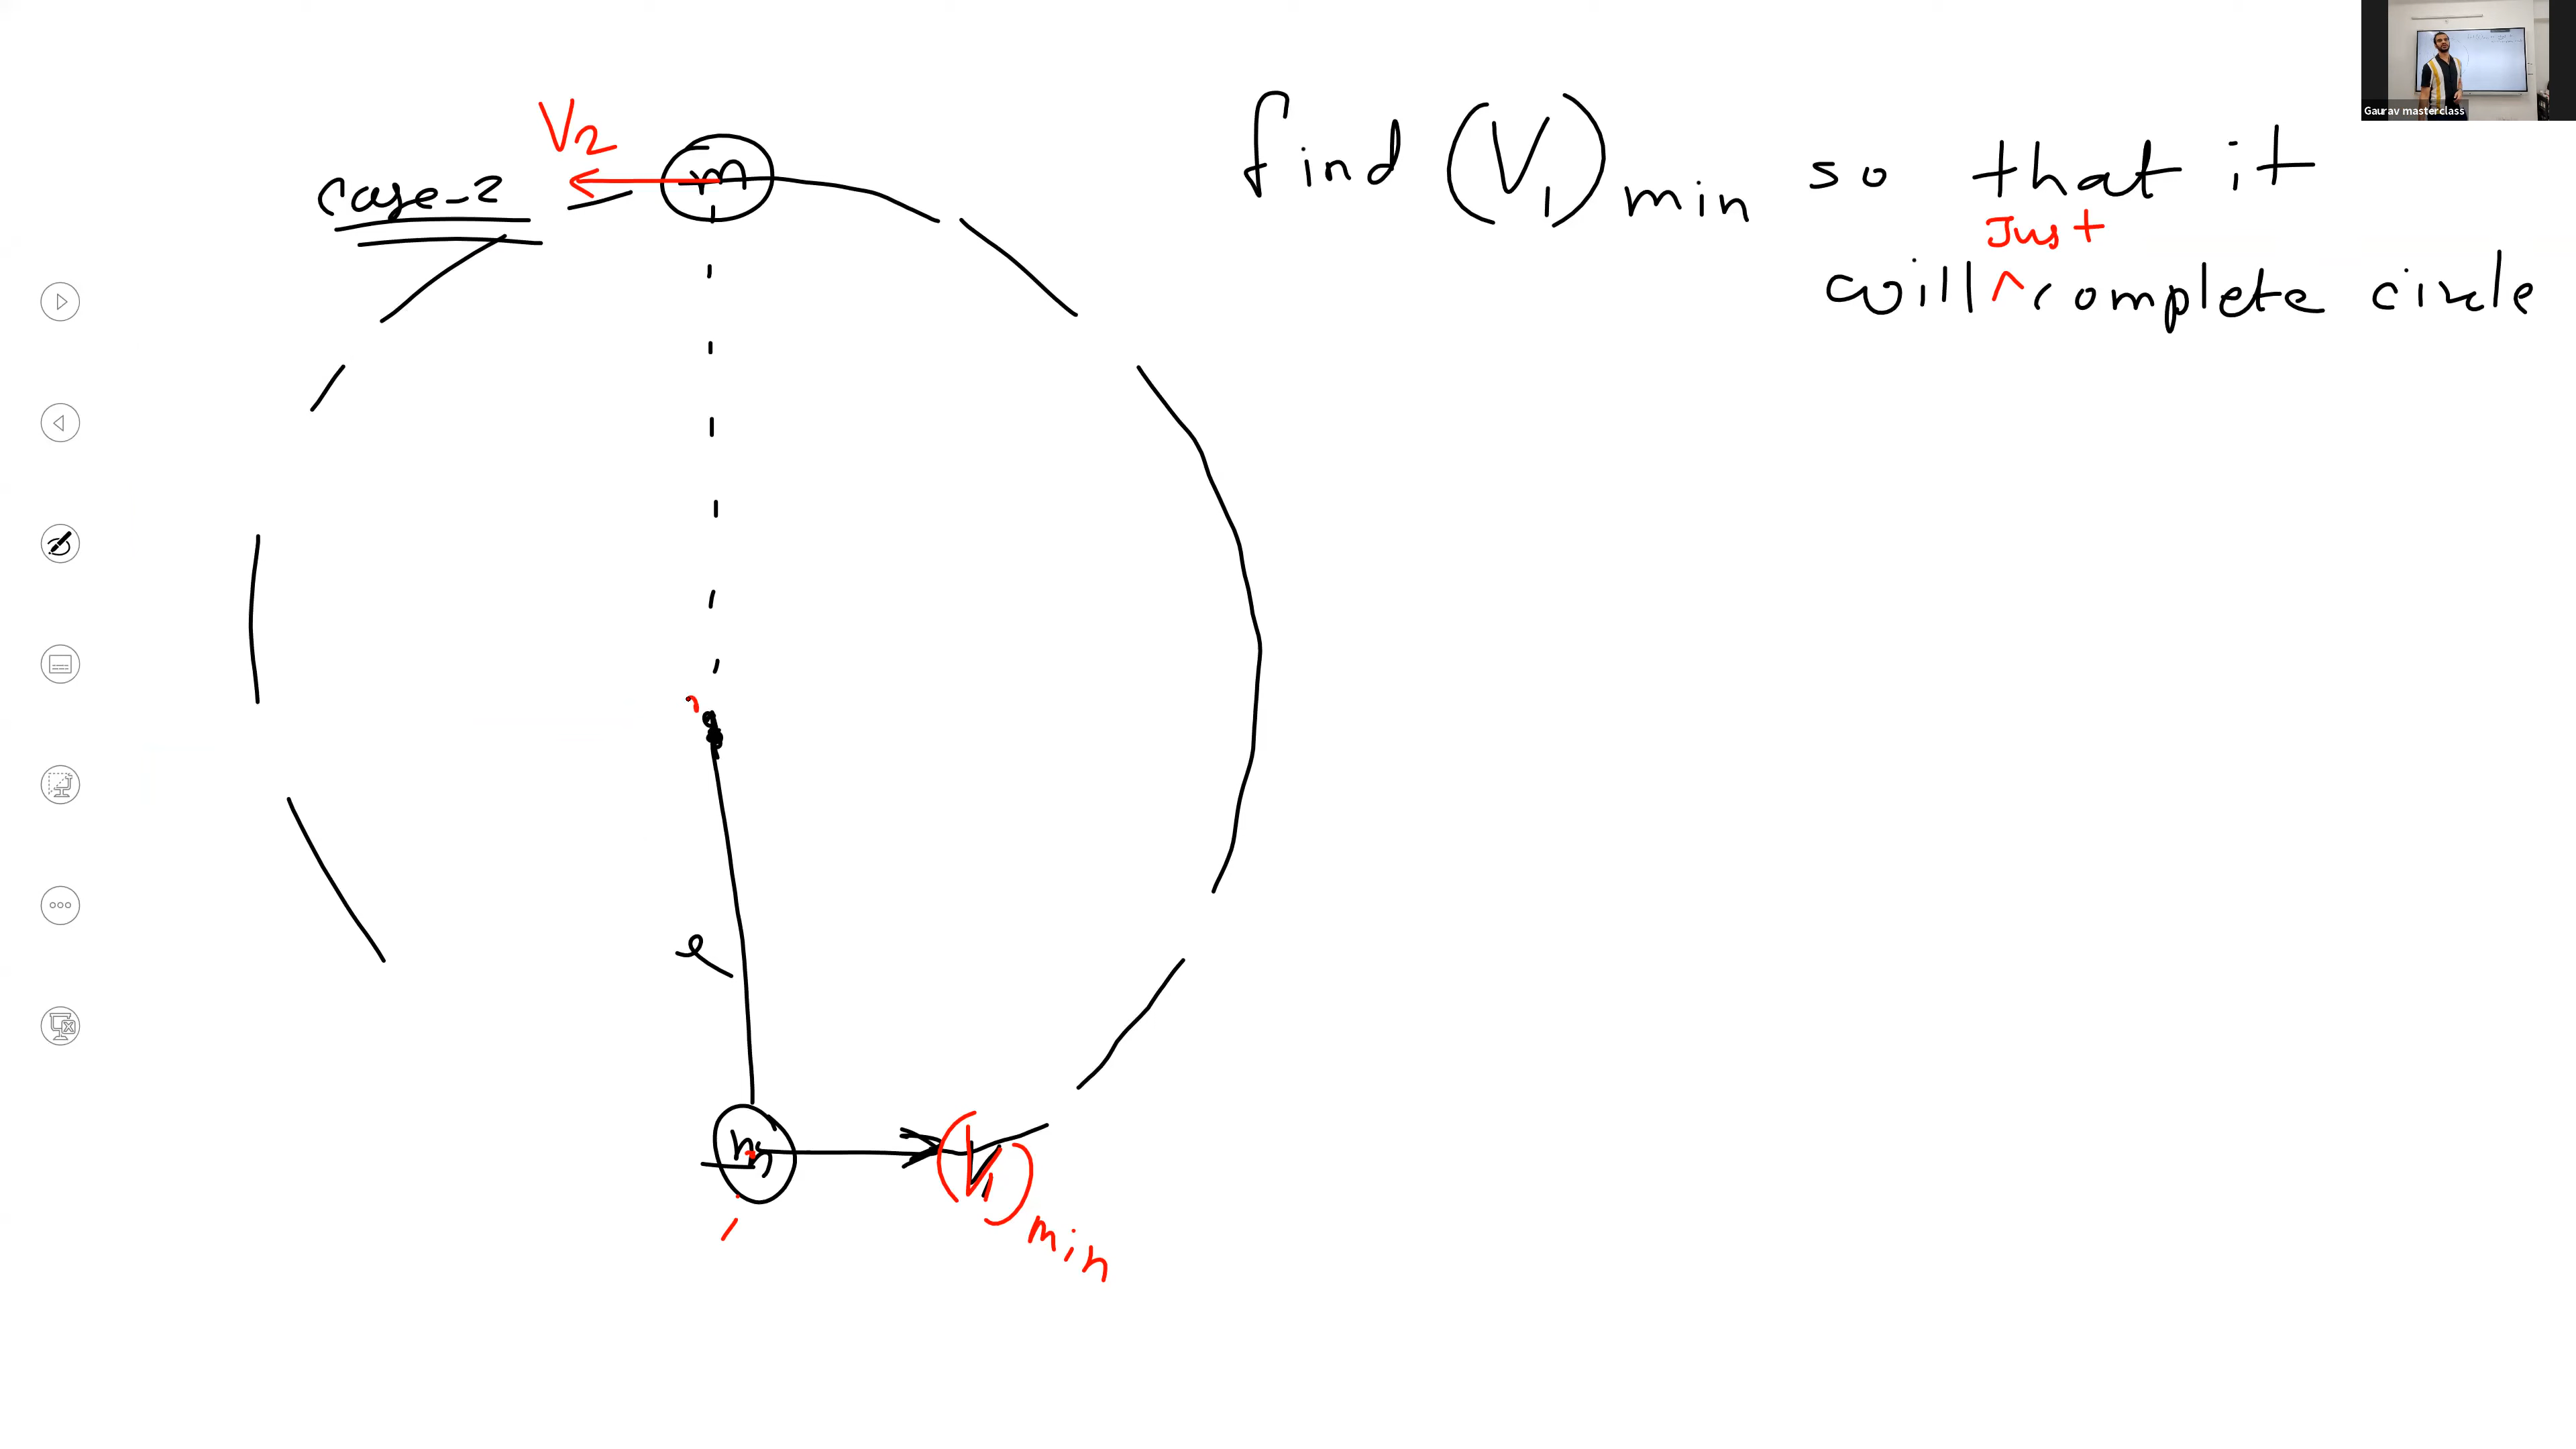 Gaurav masterclass
find (V1)min so that it
Just
will ^ complete circle
V2
m
case-2
l
m
(V1)min